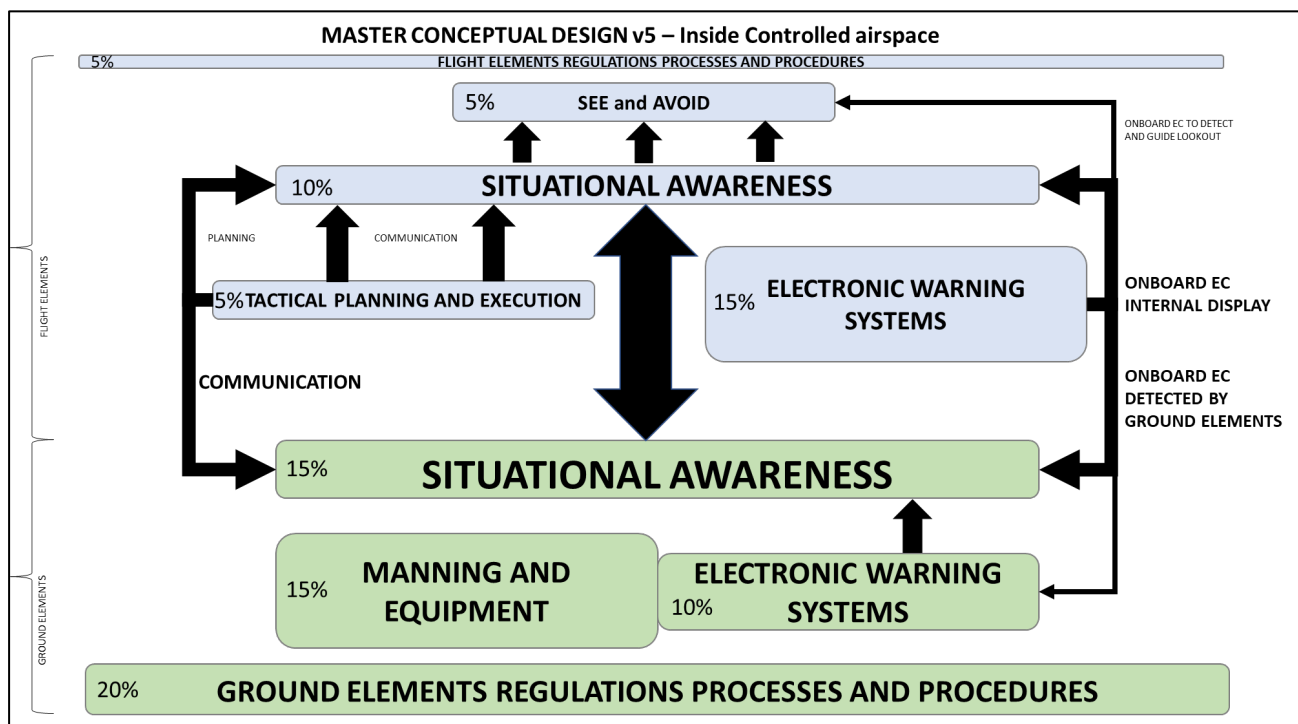 MASTER CONCEPTUAL DESIGN v5 – Inside Controlled airspace
5%
FLIGHT ELEMENTS REGULATIONS PROCESSES AND PROCEDURES
5%
SEE and AVOID
ONBOARD EC TO DETECT
AND GUIDE LOOKOUT
10%
SITUATIONAL AWARENESS
PLANNING
COMMUNICATION
FLIGHT ELEMENTS
5%
TACTICAL PLANNING AND EXECUTION
15%
ELECTRONIC WARNING
SYSTEMS
ONBOARD EC
INTERNAL DISPLAY
COMMUNICATION
ONBOARD EC
DETECTED BY
GROUND ELEMENTS
15%
SITUATIONAL AWARENESS
GROUND ELEMENTS
15%
MANNING AND
EQUIPMENT
10%
ELECTRONIC WARNING
SYSTEMS
20%
GROUND ELEMENTS REGULATIONS PROCESSES AND PROCEDURES